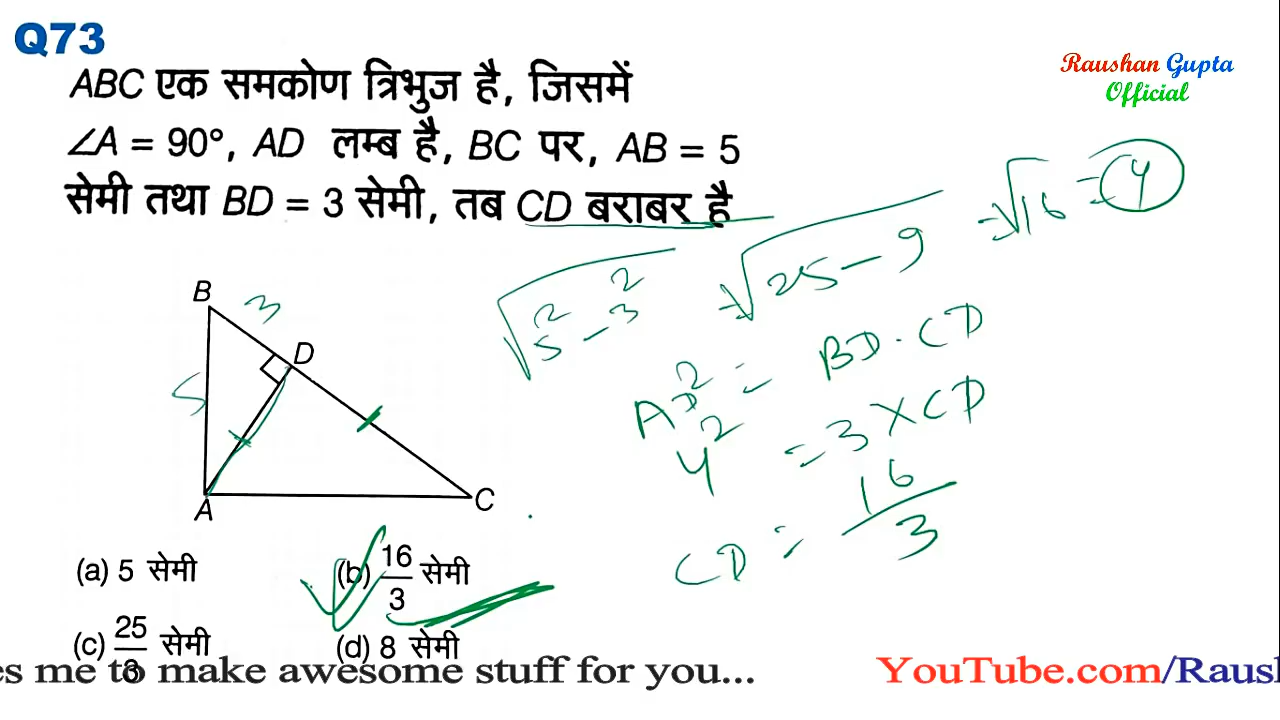 Q73
Raushan Gupta
Official
ABC एक समकोण त्रिभुज है, जिसमें
∠A = 90°, AD लम्ब है, BC पर, AB = 5
सेमी तथा BD = 3 सेमी, तब CD बराबर है
√5² − 3² = √25 − 9 = √16 = 4
AD² = BD · CD
4² = 3 × CD
CD = 16/3
B
3
D
5
A
C
(a) 5 सेमी
(b) 16/3 सेमी
(c) 25/3 सेमी
(d) 8 सेमी
es me to make awesome stuff for you...
YouTube.com/Raus